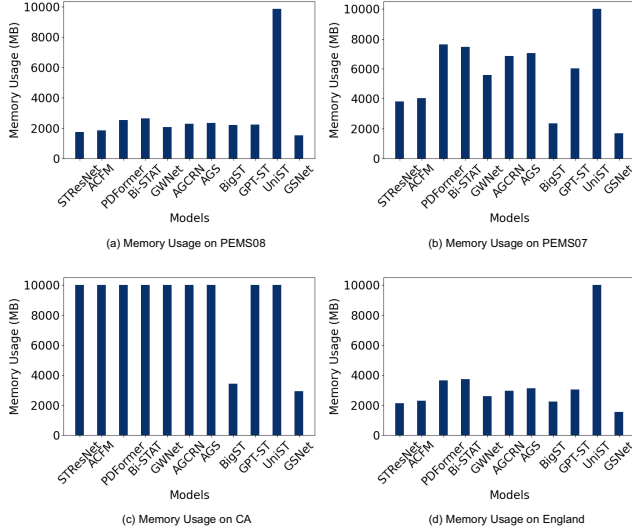 Memory Usage (MB)
10000
8000
6000
4000
2000
0
STResNet
ACFM
PDFormer
Bi-STAT
GWNet
AGCRN
AGS
BigST
GPT-ST
UniST
GSNet
Models
(a) Memory Usage on PEMS08
Memory Usage (MB)
10000
8000
6000
4000
2000
0
STResNet
ACFM
PDFormer
Bi-STAT
GWNet
AGCRN
AGS
BigST
GPT-ST
UniST
GSNet
Models
(b) Memory Usage on PEMS07
Memory Usage (MB)
10000
8000
6000
4000
2000
0
STResNet
ACFM
PDFormer
Bi-STAT
GWNet
AGCRN
AGS
BigST
GPT-ST
UniST
GSNet
Models
(c) Memory Usage on CA
Memory Usage (MB)
10000
8000
6000
4000
2000
0
STResNet
ACFM
PDFormer
Bi-STAT
GWNet
AGCRN
AGS
BigST
GPT-ST
UniST
GSNet
Models
(d) Memory Usage on England